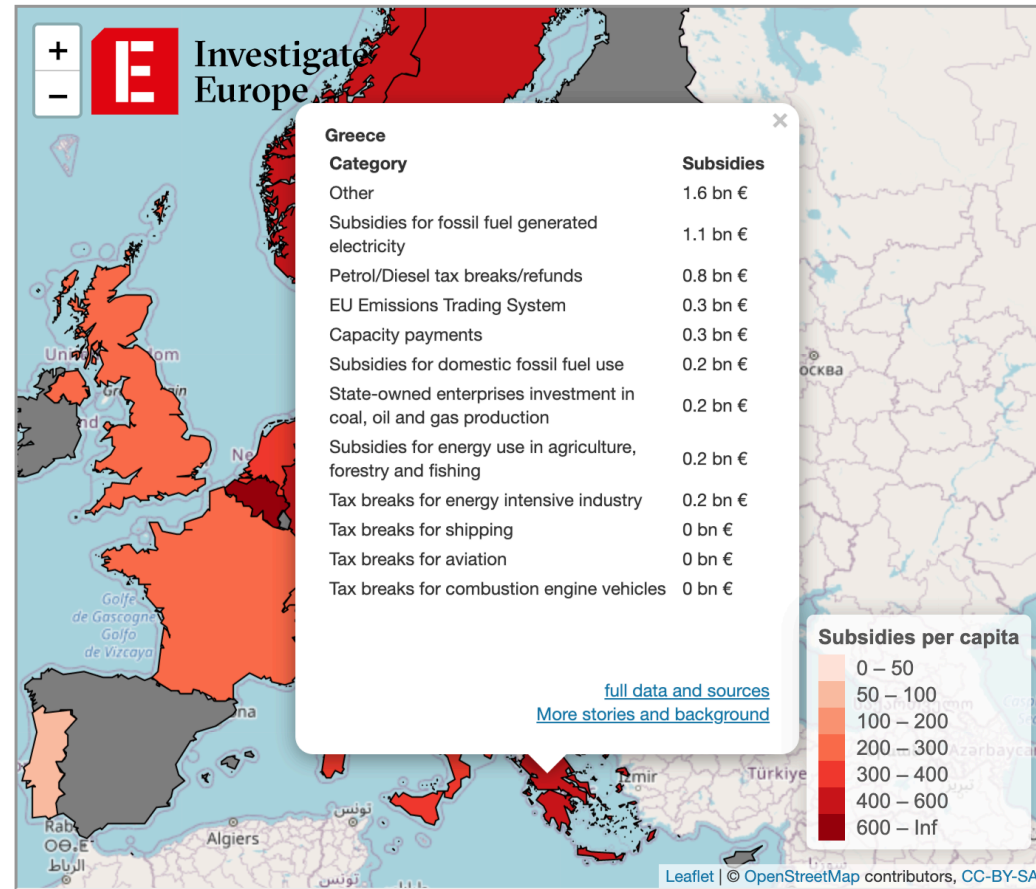 +
−
E
Investigate
Europe
×
Greece
Category Subsidies
Other 1.6 bn €
Subsidies for fossil fuel generated
electricity
1.1 bn €
Petrol/Diesel tax breaks/refunds 0.8 bn €
EU Emissions Trading System 0.3 bn €
Capacity payments 0.3 bn €
Subsidies for domestic fossil fuel use 0.2 bn €
State-owned enterprises investment in
coal, oil and gas production
0.2 bn €
Subsidies for energy use in agriculture,
forestry and fishing
0.2 bn €
Tax breaks for energy intensive industry 0.2 bn €
Tax breaks for shipping 0 bn €
Tax breaks for aviation 0 bn €
Tax breaks for combustion engine vehicles 0 bn €
full data and sources
More stories and background
Golfe
de Gascogne
Golfo
de Vizcaya
Subsidies per capita
0 – 50
50 – 100
100 – 200
200 – 300
300 – 400
400 – 600
600 – Inf
İzmir
Türkiye
Algiers
تونس
الرباط
Leaflet | © OpenStreetMap contributors, CC-BY-SA